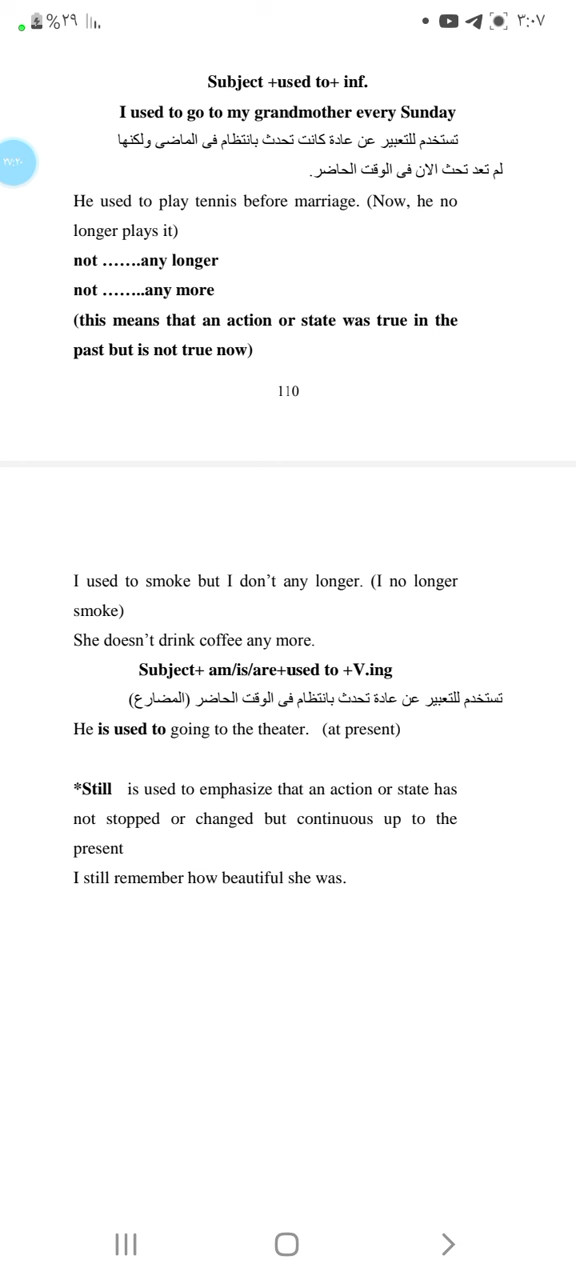 %٢٩
٣:٠٧
Subject +used to+ inf.
I used to go to my grandmother every Sunday
تستخدم للتعبير عن عادة كانت تحدث بانتظام فى الماضى ولكنها
لم تعد تحث الان فى الوقت الحاضر.
٢٧:٢٠
He used to play tennis before marriage. (Now, he no
longer plays it)
not …….any longer
not ……..any more
(this means that an action or state was true in the
past but is not true now)
110
I used to smoke but I don’t any longer. (I no longer
smoke)
She doesn’t drink coffee any more.
Subject+ am/is/are+used to +V.ing
تستخدم للتعبير عن عادة تحدث بانتظام فى الوقت الحاضر (المضارع)
He is used to going to the theater. (at present)
*Still is used to emphasize that an action or state has
not stopped or changed but continuous up to the
present
I still remember how beautiful she was.